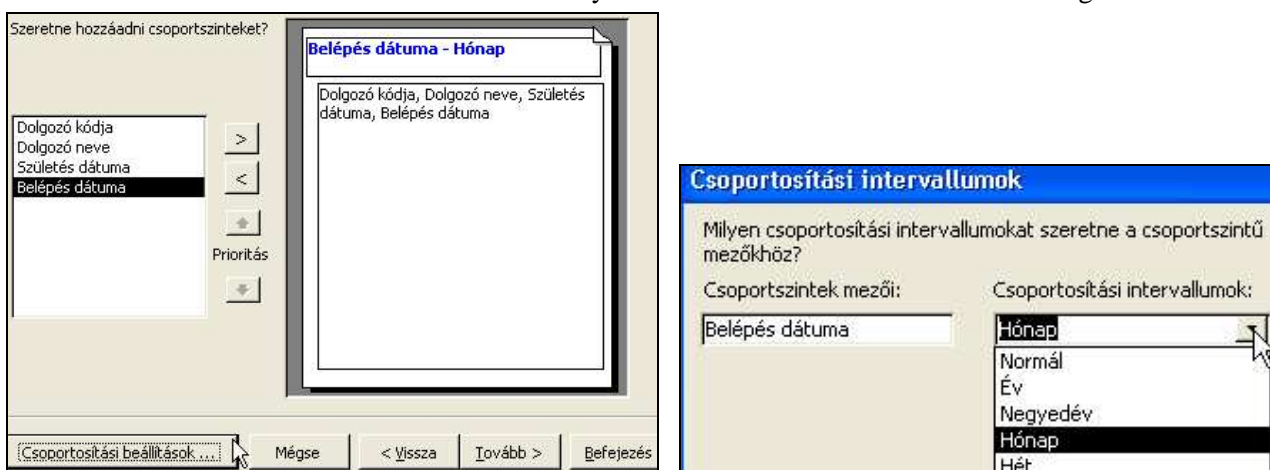 Szeretne hozzáadni csoportszinteket?
Dolgozó kódja
Dolgozó neve
Születés dátuma
Belépés dátuma
>
<
Prioritás
Belépés dátuma - Hónap
Dolgozó kódja, Dolgozó neve, Születés
dátuma, Belépés dátuma
Csoportosítási beállítások ...
Mégse
< Vissza
Tovább >
Befejezés
Csoportosítási intervallumok
Milyen csoportosítási intervallumokat szeretne a csoportszintű
mezőkhöz?
Csoportszintek mezői:
Csoportosítási intervallumok:
Belépés dátuma
Hónap
Normál
Év
Negyedév
Hónap
Hét